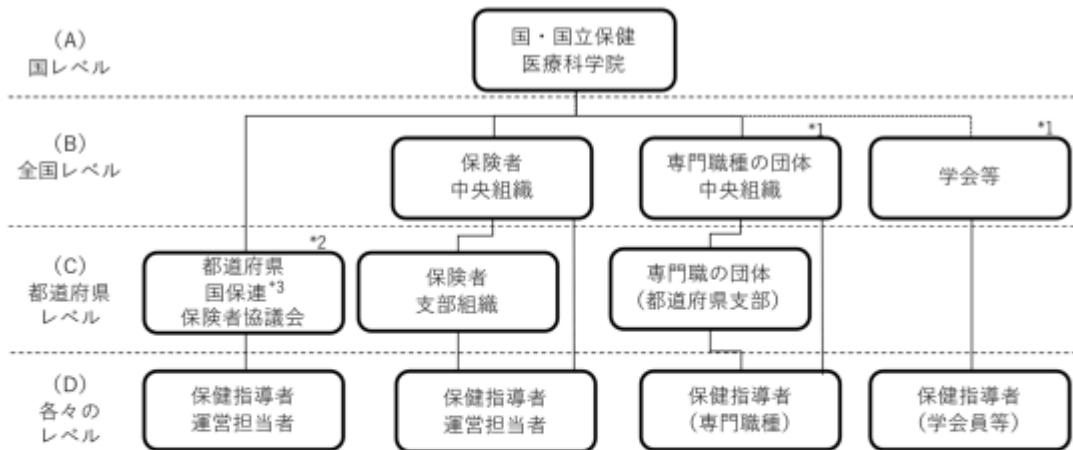 (A)
国レベル
国・国立保健
医療科学院
(B)
全国レベル
保険者
中央組織
*1
専門職種の団体
中央組織
*1
学会等
(C)
都道府県
レベル
*2
都道府県
国保連*3
保険者協議会
保険者
支部組織
専門職の団体
(都道府県支部)
(D)
各々の
レベル
保健指導者
運営担当者
保健指導者
運営担当者
保健指導者
(専門職種)
保健指導者
(学会員等)